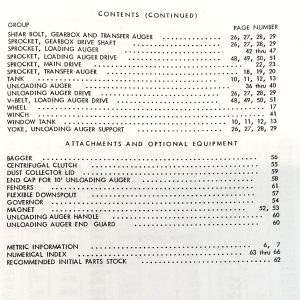 CONTENTS (CONTINUED)
GROUP PAGE NUMBER
SHEAR BOLT, GEARBOX AND TRANSFER AUGER 26, 27, 28, 29
SPROCKET, GEARBOX DRIVE SHAFT 26, 27, 28, 29
SPROCKET, LOADING AUGER 42 thru 47
SPROCKET, LOADING AUGER DRIVE 48, 49, 50, 51
SPROCKET, MAIN DRIVE 22, 23
SPROCKET, TRANSFER AUGER 18, 19, 20
TANK 10, 11, 12, 13
UNLOADING AUGER 36 thru 40
UNLOADING AUGER DRIVE 26, 27, 28, 29
V-BELT, LOADING AUGER DRIVE 48, 49, 50, 51
WHEEL 17
WINCH 41
WINDOW TANK 10, 11, 12, 13
YOKE, UNLOADING AUGER SUPPORT 26, 27, 28, 29
ATTACHMENTS AND OPTIONAL EQUIPMENT
BAGGER 56
CENTRIFUGAL CLUTCH 55
DUST COLLECTOR LID 59
END CAP FOR 10' UNLOADING AUGER 58
FENDERS 61
FLEXIBLE DOWNSPOUT 57
GOVERNOR 54
MAGNET 52, 53
UNLOADING AUGER HANDLE 60
UNLOADING AUGER END GUARD 60
METRIC INFORMATION 6, 7
NUMERICAL INDEX 63 thru 66
RECOMMENDED INITIAL PARTS STOCK 62